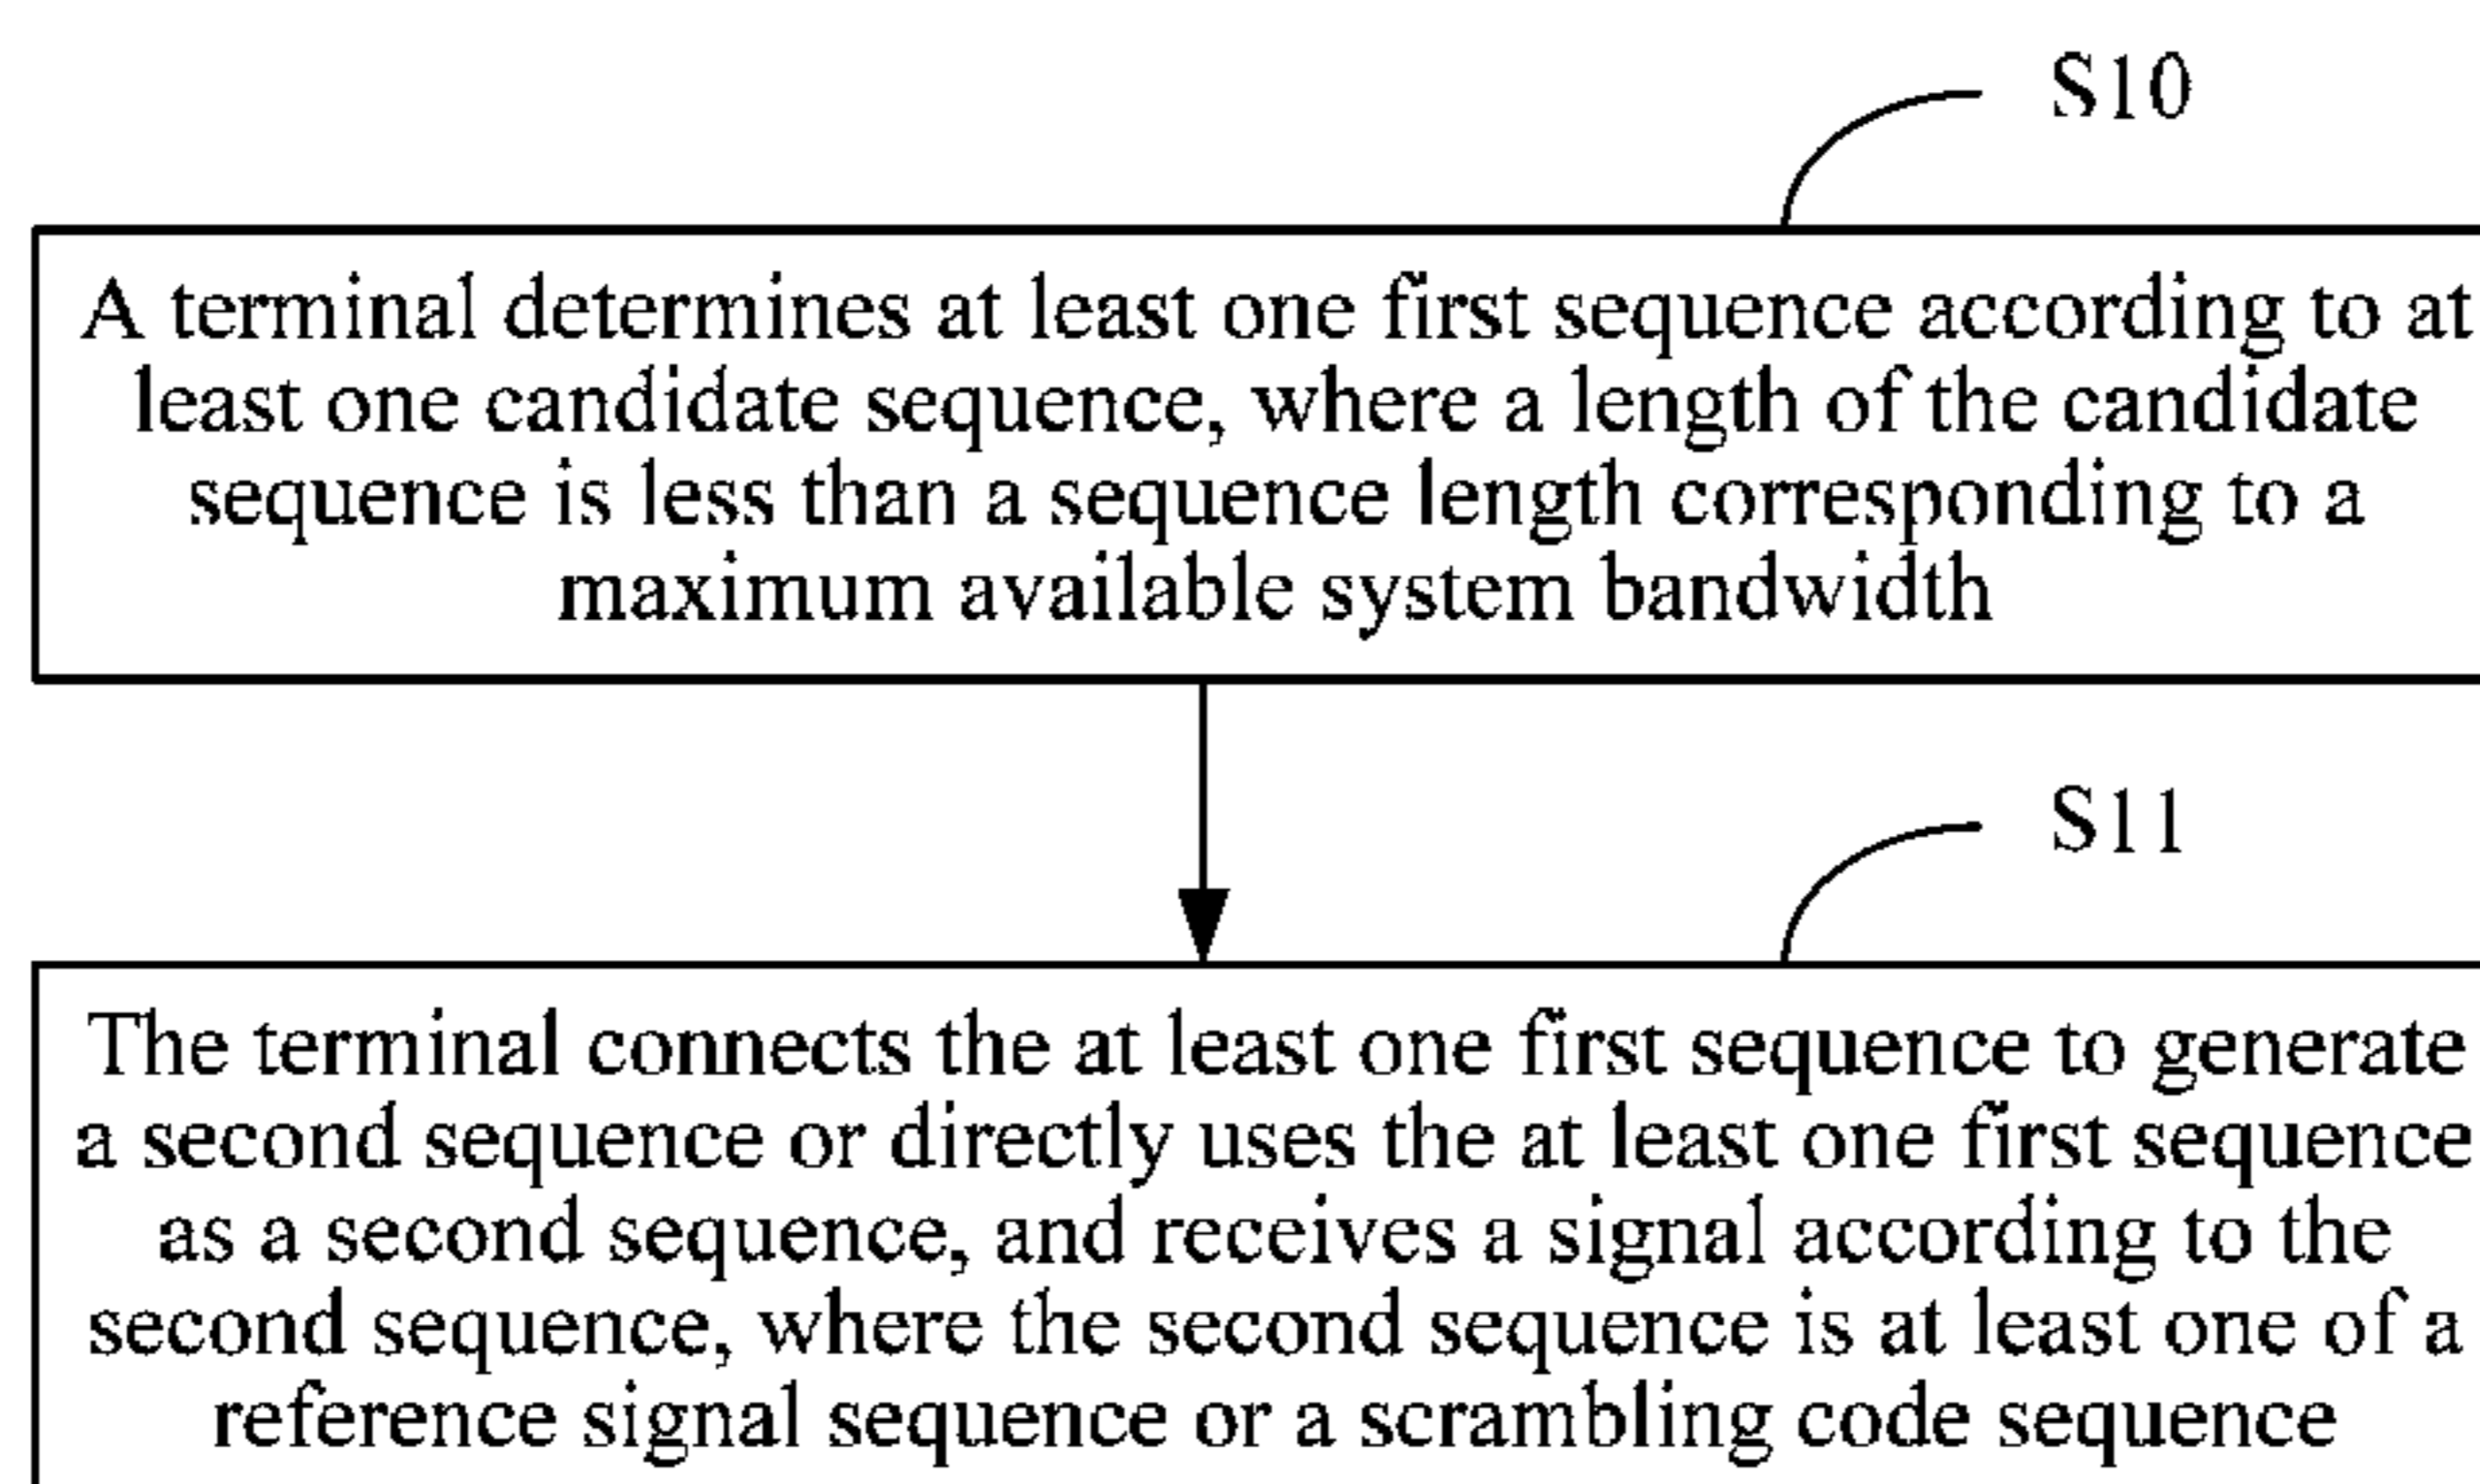 S10
A terminal determines at least one first sequence according to at
least one candidate sequence, where a length of the candidate
sequence is less than a sequence length corresponding to a
maximum available system bandwidth
S11
The terminal connects the at least one first sequence to generate
a second sequence or directly uses the at least one first sequence
as a second sequence, and receives a signal according to the
second sequence, where the second sequence is at least one of a
reference signal sequence or a scrambling code sequence